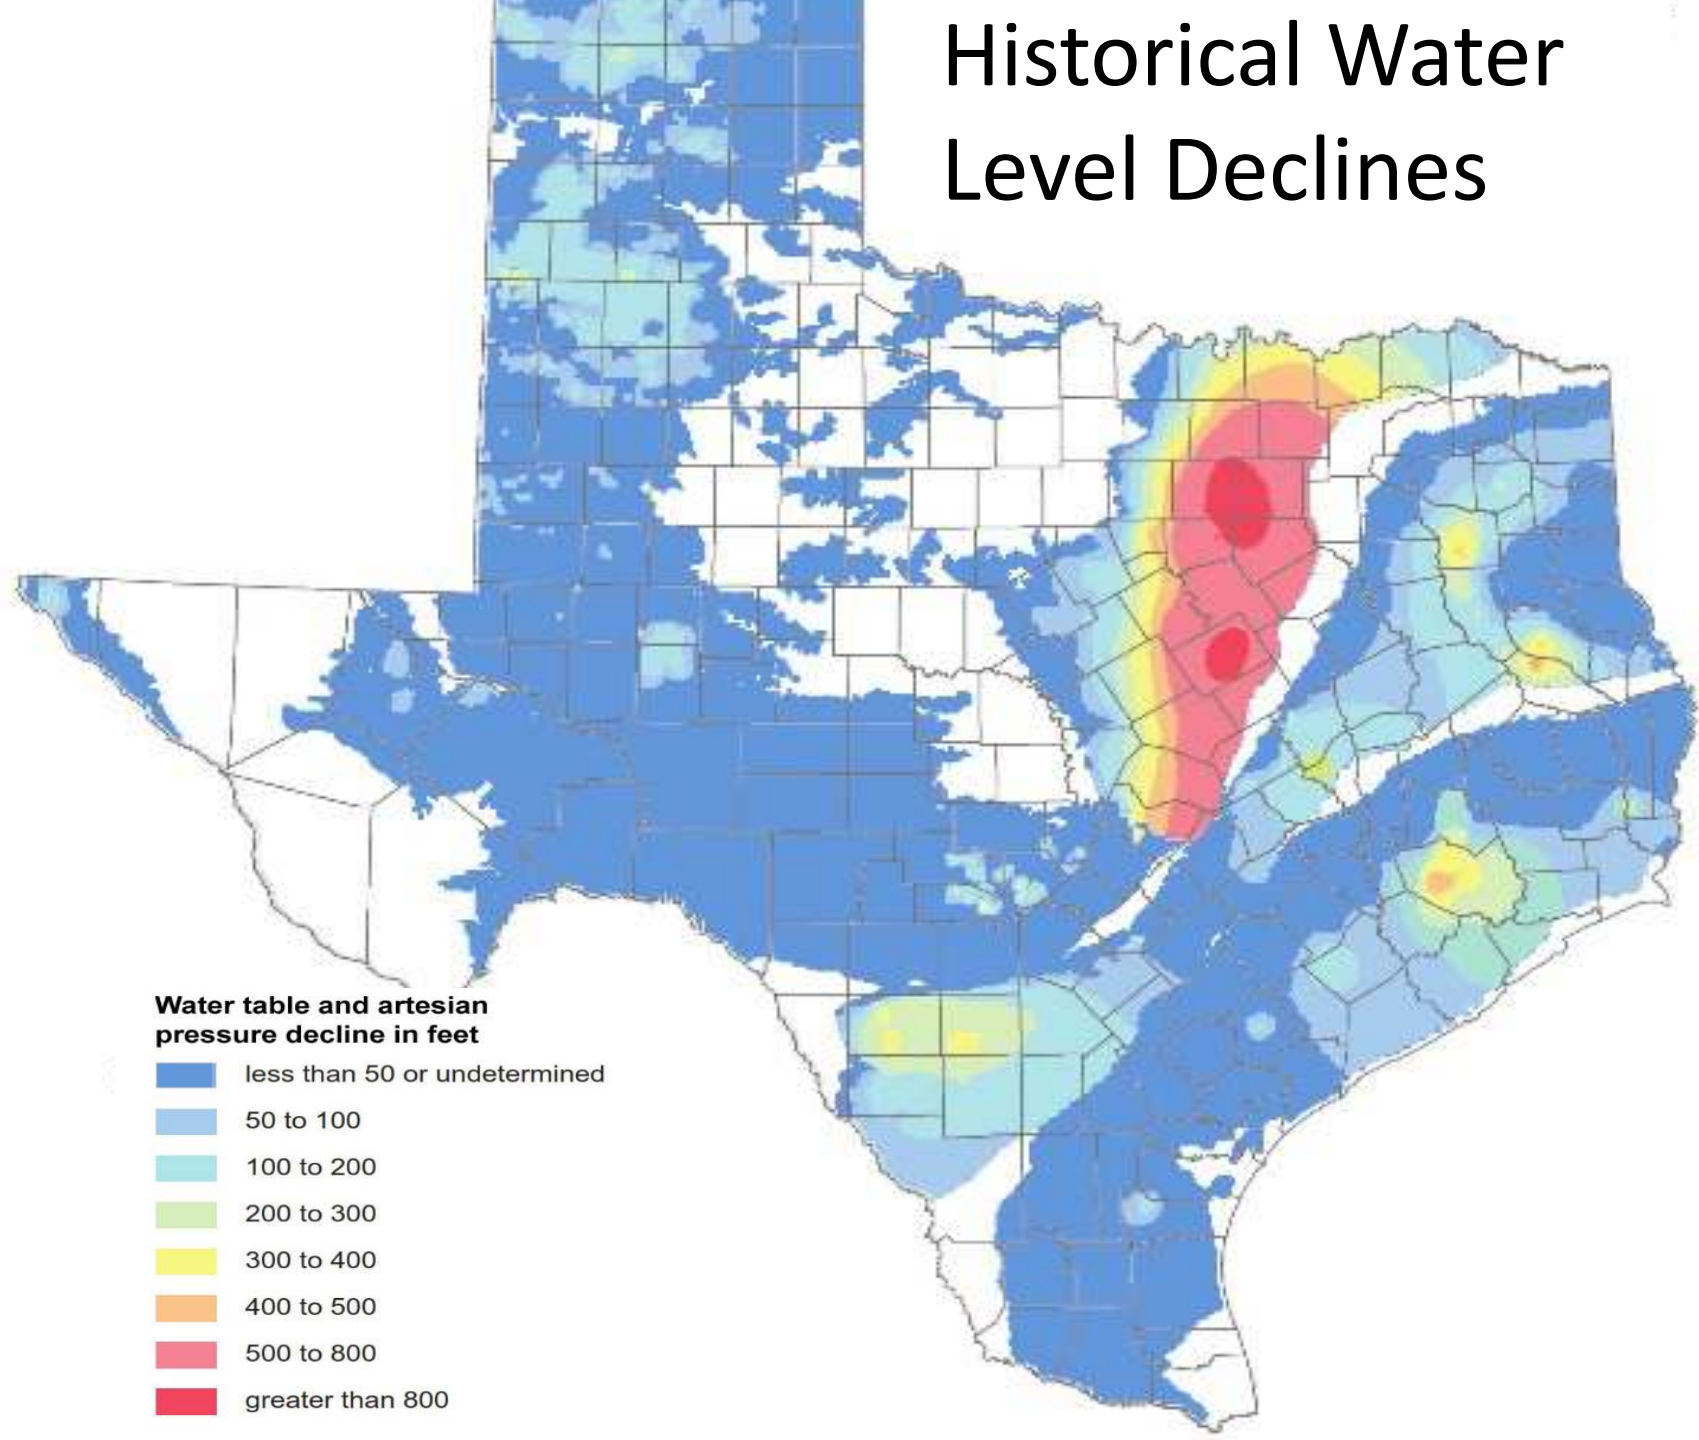 Historical Water
Level Declines
Water table and artesian
pressure decline in feet
less than 50 or undetermined
50 to 100
100 to 200
200 to 300
300 to 400
400 to 500
500 to 800
greater than 800